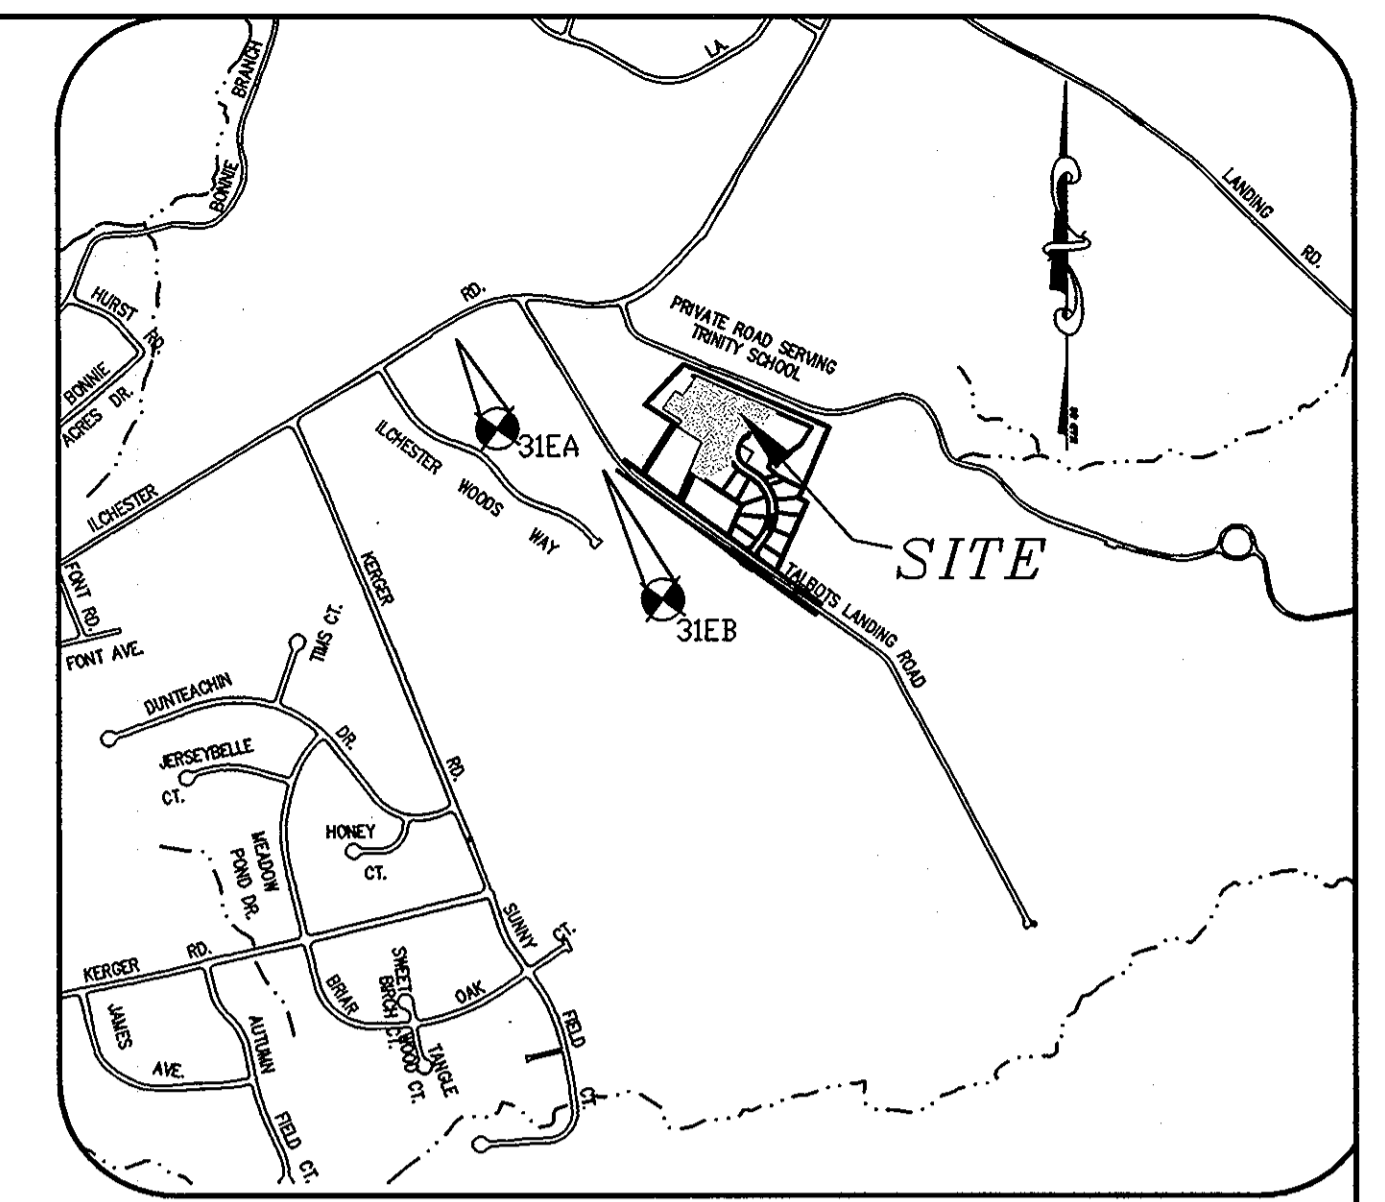 LA.
BONNIE BRANCH
LANDING RD.
HURST RD.
BONNIE
ACRES DR.
RD.
PRIVATE ROAD SERVING
TRINITY SCHOOL
31EA
ILCHESTER WOODS WAY
ILCHESTER
SITE
KERGER
FONT RD.
FONT AVE.
31EB
TALBOTS LANDING ROAD
TIMS CT.
DUNTEACHIN
DR.
JERSEYBELLE
CT.
RD.
HONEY
CT.
MEADOW
POND DR.
SUNNY
CT.
KERGER RD.
SWEET
BIRCH CT.
BRIAR
OAK
JAMES
AVE.
AUTUMN
FIELD CT.
WOOD CT.
TANGLE
FIELD
CT.